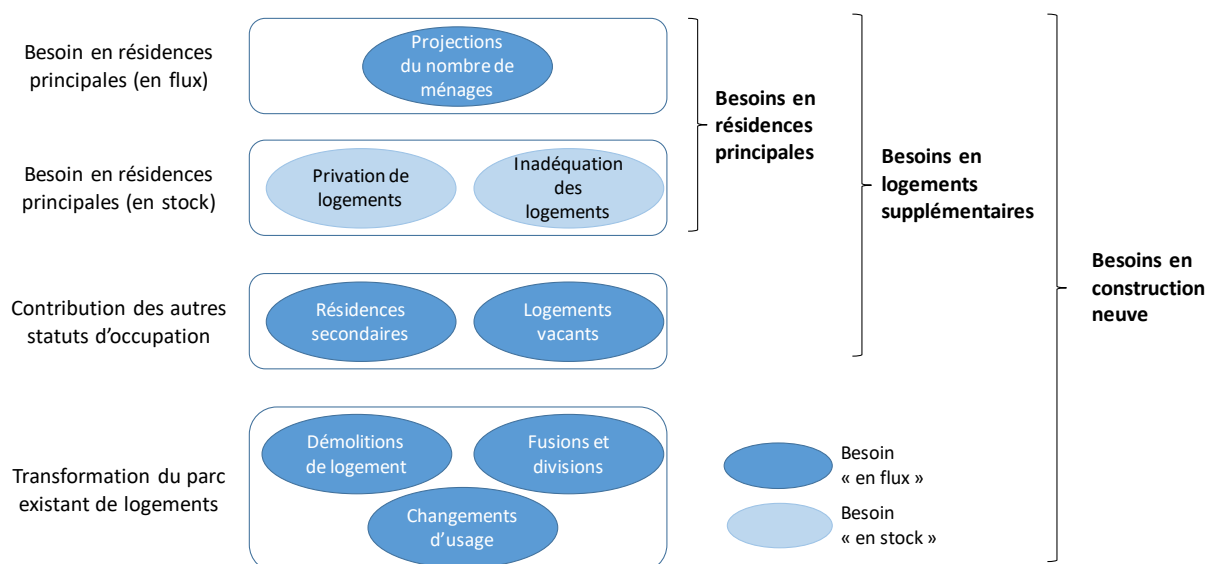 Besoin en résidences
principales (en flux)
Projections
du nombre de
ménages
Besoin en résidences
principales (en stock)
Privation de
logements
Inadéquation
des
logements
Besoins en
résidences
principales
Contribution des autres
statuts d’occupation
Résidences
secondaires
Logements
vacants
Besoins en
logements
supplémentaires
Transformation du parc
existant de logements
Démolitions
de logement
Fusions et
divisions
Changements
d’usage
Besoins en
construction
neuve
Besoin
« en flux »
Besoin
« en stock »